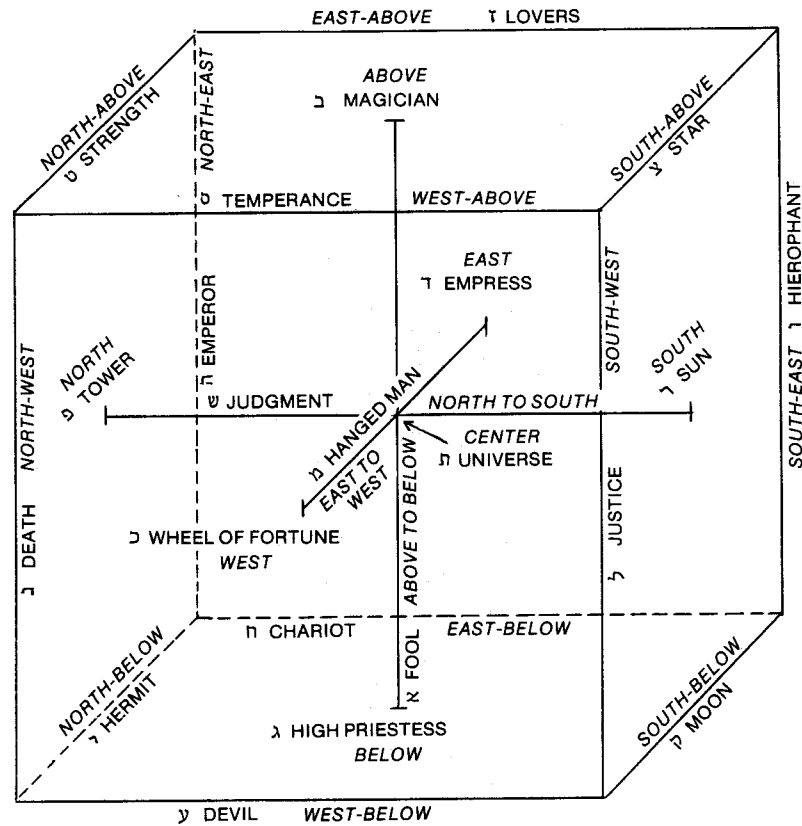 EAST-ABOVE ז LOVERS
NORTH-ABOVE
ט STRENGTH
NORTH-EAST
ABOVE
ב MAGICIAN
SOUTH-ABOVE
צ STAR
ס TEMPERANCE WEST-ABOVE
EAST
ד EMPRESS
SOUTH-WEST
SOUTH-EAST ו HIEROPHANT
ה EMPEROR
NORTH
פ TOWER
SOUTH
ר SUN
ש JUDGMENT NORTH TO SOUTH
מ HANGED MAN
EAST TO
WEST
CENTER
ת UNIVERSE
נ DEATH NORTH-WEST
כ WHEEL OF FORTUNE
WEST
ל JUSTICE
א FOOL ABOVE TO BELOW
ח CHARIOT EAST-BELOW
NORTH-BELOW
י HERMIT
ג HIGH PRIESTESS
BELOW
SOUTH-BELOW
ק MOON
ע DEVIL WEST-BELOW